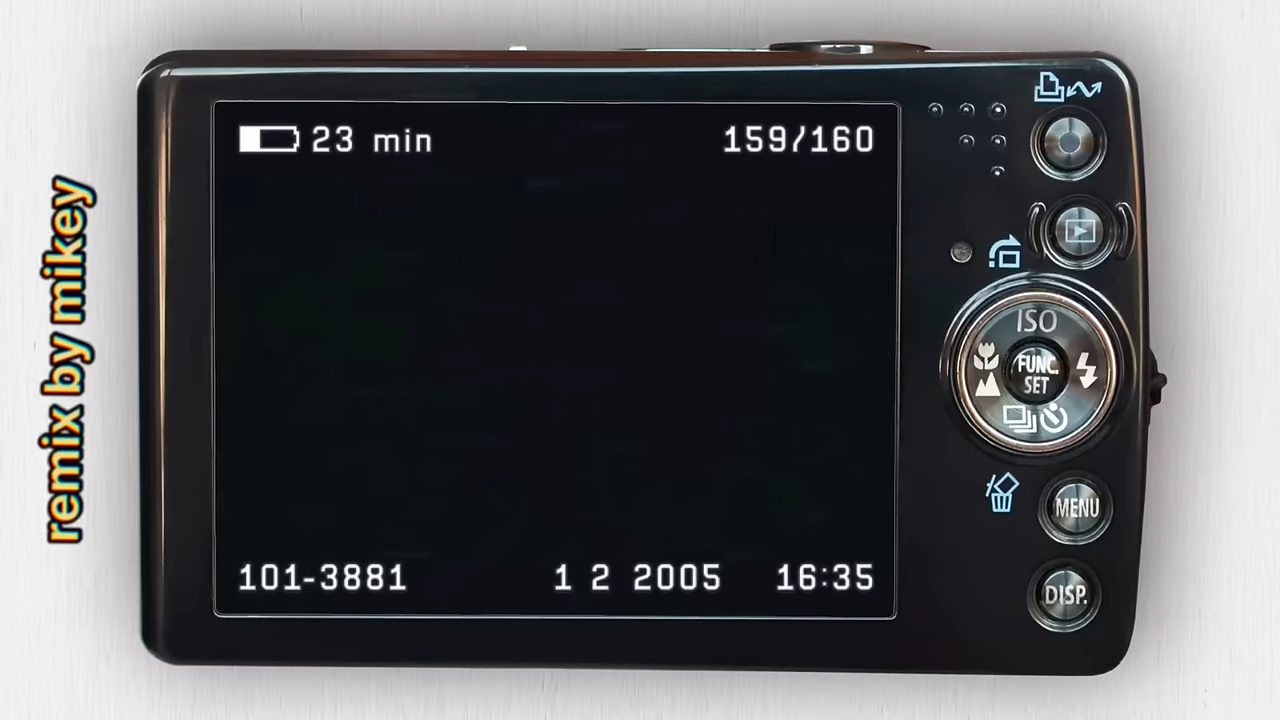 remix by mikey
23 min
159/160
ISO
FUNC.
SET
MENU
DISP.
101-3881
1 2 2005
16:35